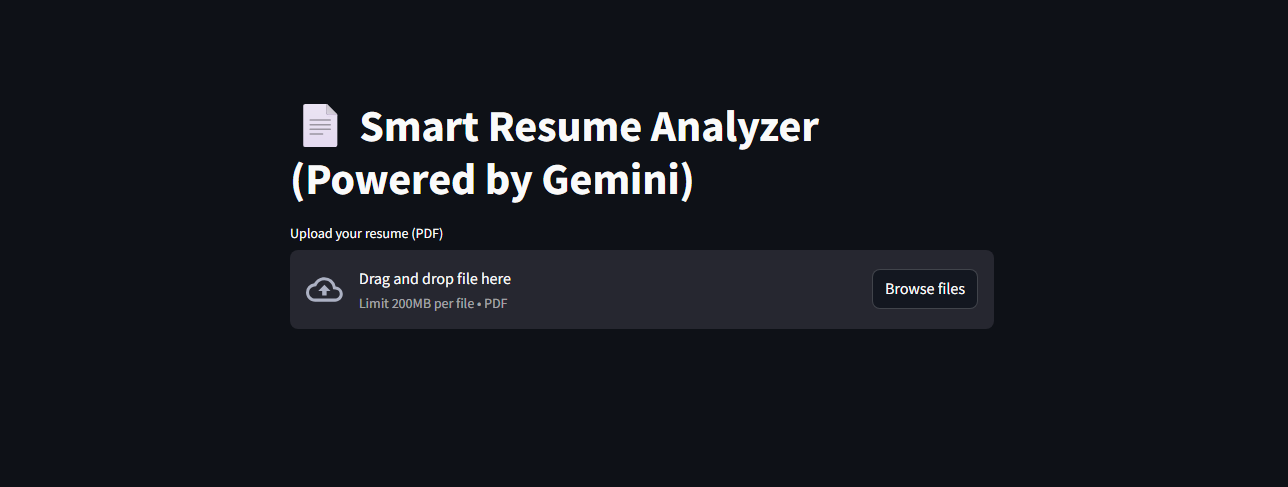 Smart Resume Analyzer
(Powered by Gemini)
Upload your resume (PDF)
Drag and drop file here
Limit 200MB per file • PDF
Browse files